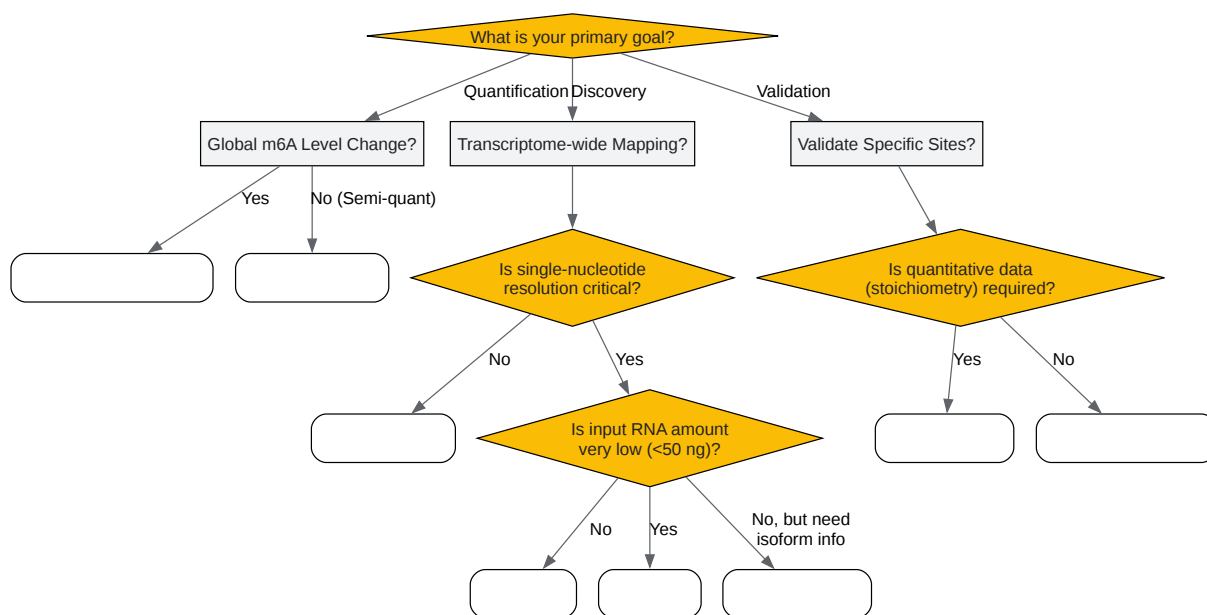 What is your primary goal?
Quantification
Discovery
Validation
Global m6A Level Change?
Transcriptome-wide Mapping?
Validate Specific Sites?
Yes
No (Semi-quant)
Is single-nucleotide
resolution critical?
Is quantitative data
(stoichiometry) required?
No
Yes
Yes
No
Is input RNA amount
very low (<50 ng)?
No
Yes
No, but need
isoform info